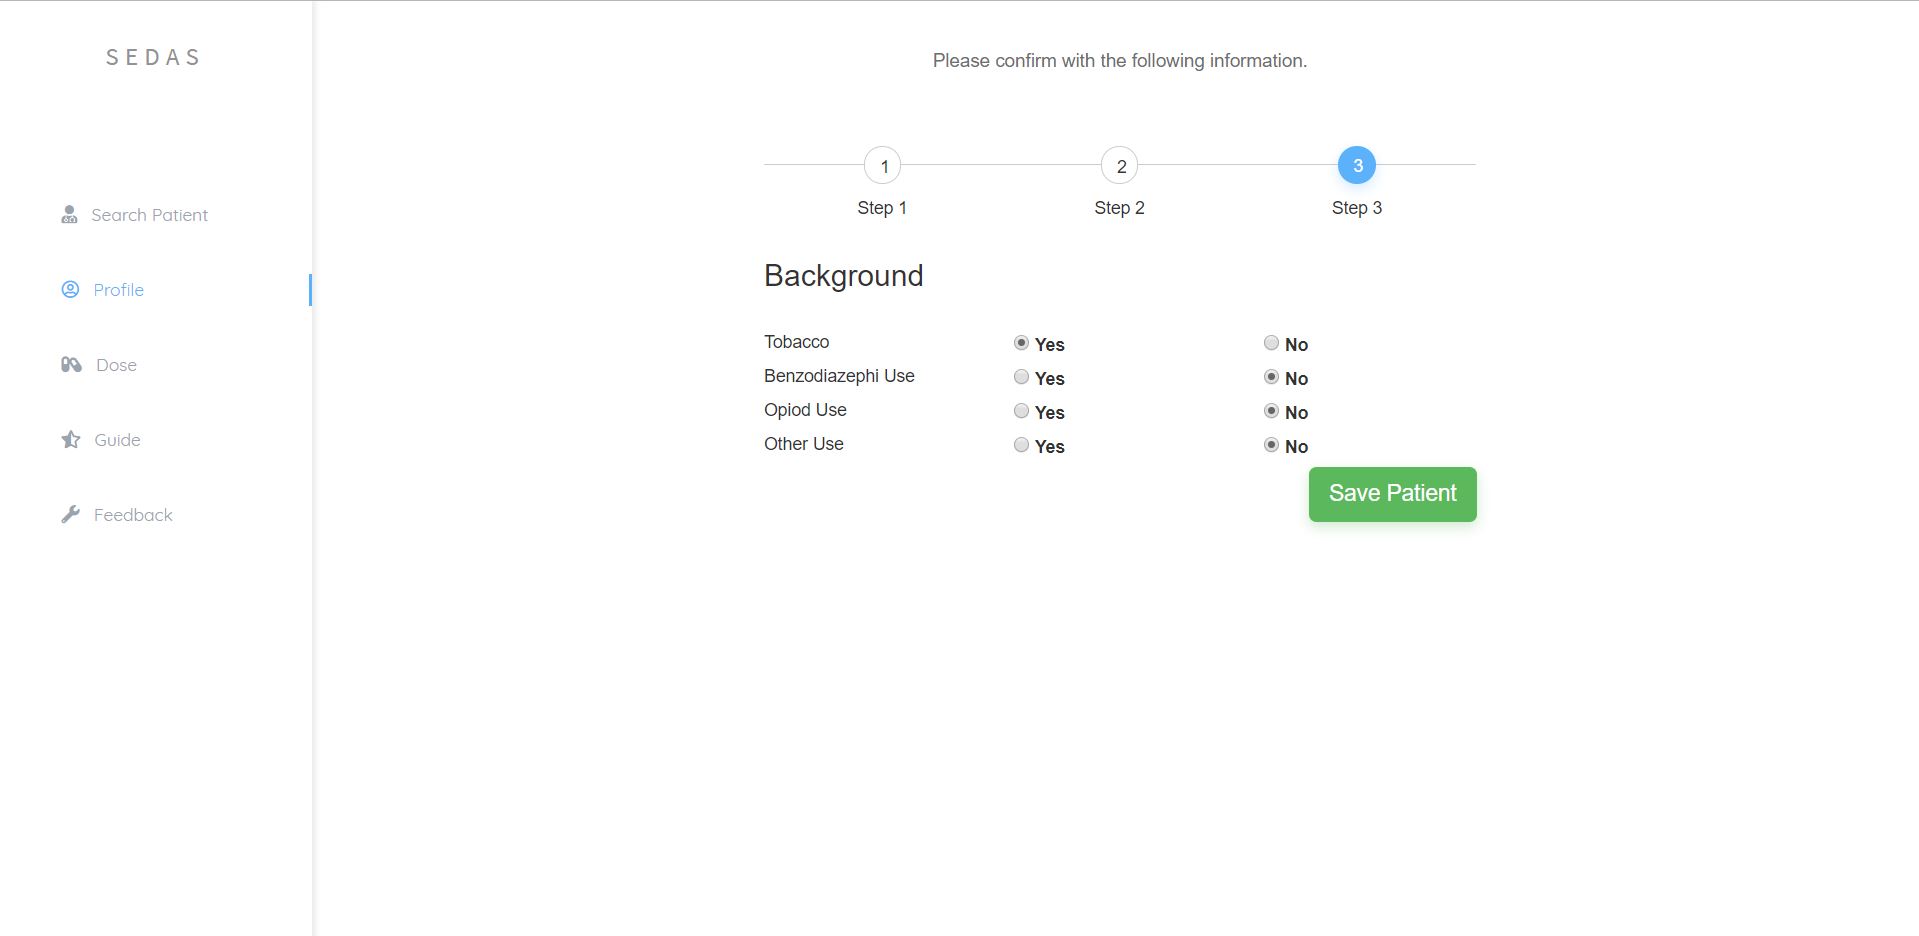 SEDAS
Search Patient
Profile
Dose
Guide
Feedback
Please confirm with the following information.
1 2 3
Step 1 Step 2 Step 3
Background
Tobacco Yes No
Benzodiazephi Use Yes No
Opiod Use Yes No
Other Use Yes No
Save Patient